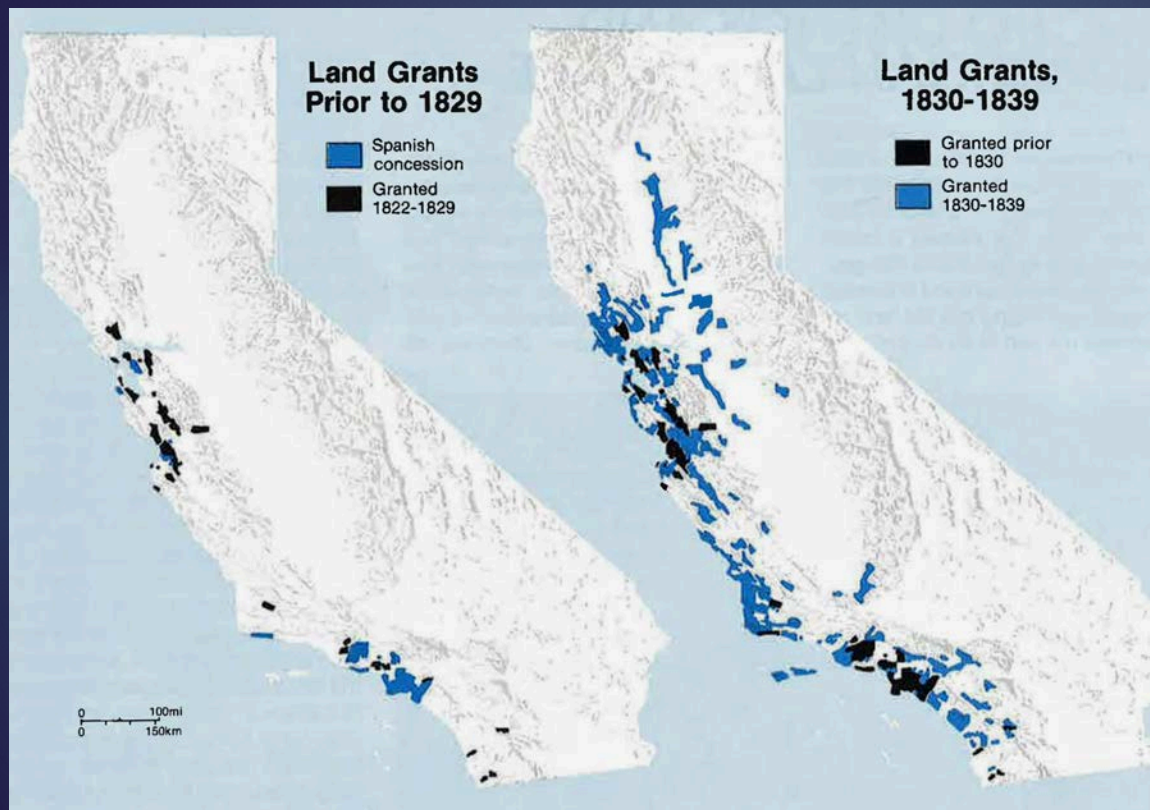 Land Grants
Prior to 1829
Spanish
concession
Granted
1822-1829
0 100mi
0 150km
Land Grants,
1830-1839
Granted prior
to 1830
Granted
1830-1839